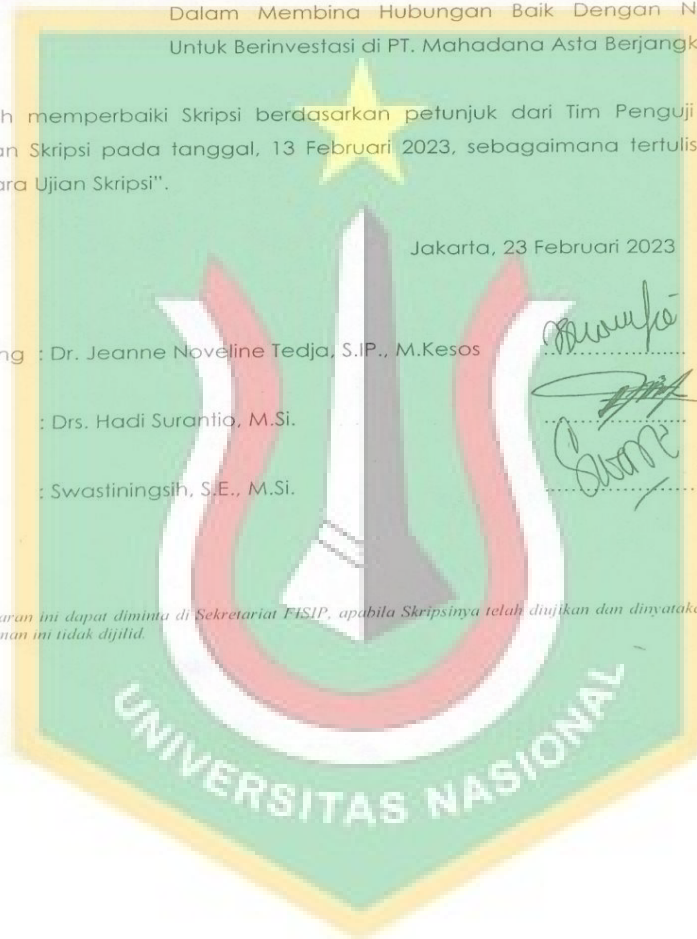 Dalam Membina Hubungan Baik Dengan N
Untuk Berinvestasi di PT. Mahadana Asta Berjangk
h memperbaiki Skripsi berdasarkan petunjuk dari Tim Penguji
n Skripsi pada tanggal, 13 Februari 2023, sebagaimana tertulis
ara Ujian Skripsi".
Jakarta, 23 Februari 2023
ng : Dr. Jeanne Noveline Tedja, S.IP., M.Kesos
: Drs. Hadi Surantio, M.Si.
: Swastiningsih, S.E., M.Si.
aran ini dapat diminta di Sekretariat FISIP, apabila Skripsinya telah diujikan dan dinyataka
man ini tidak dijilid.
UNIVERSITAS NASIONAL